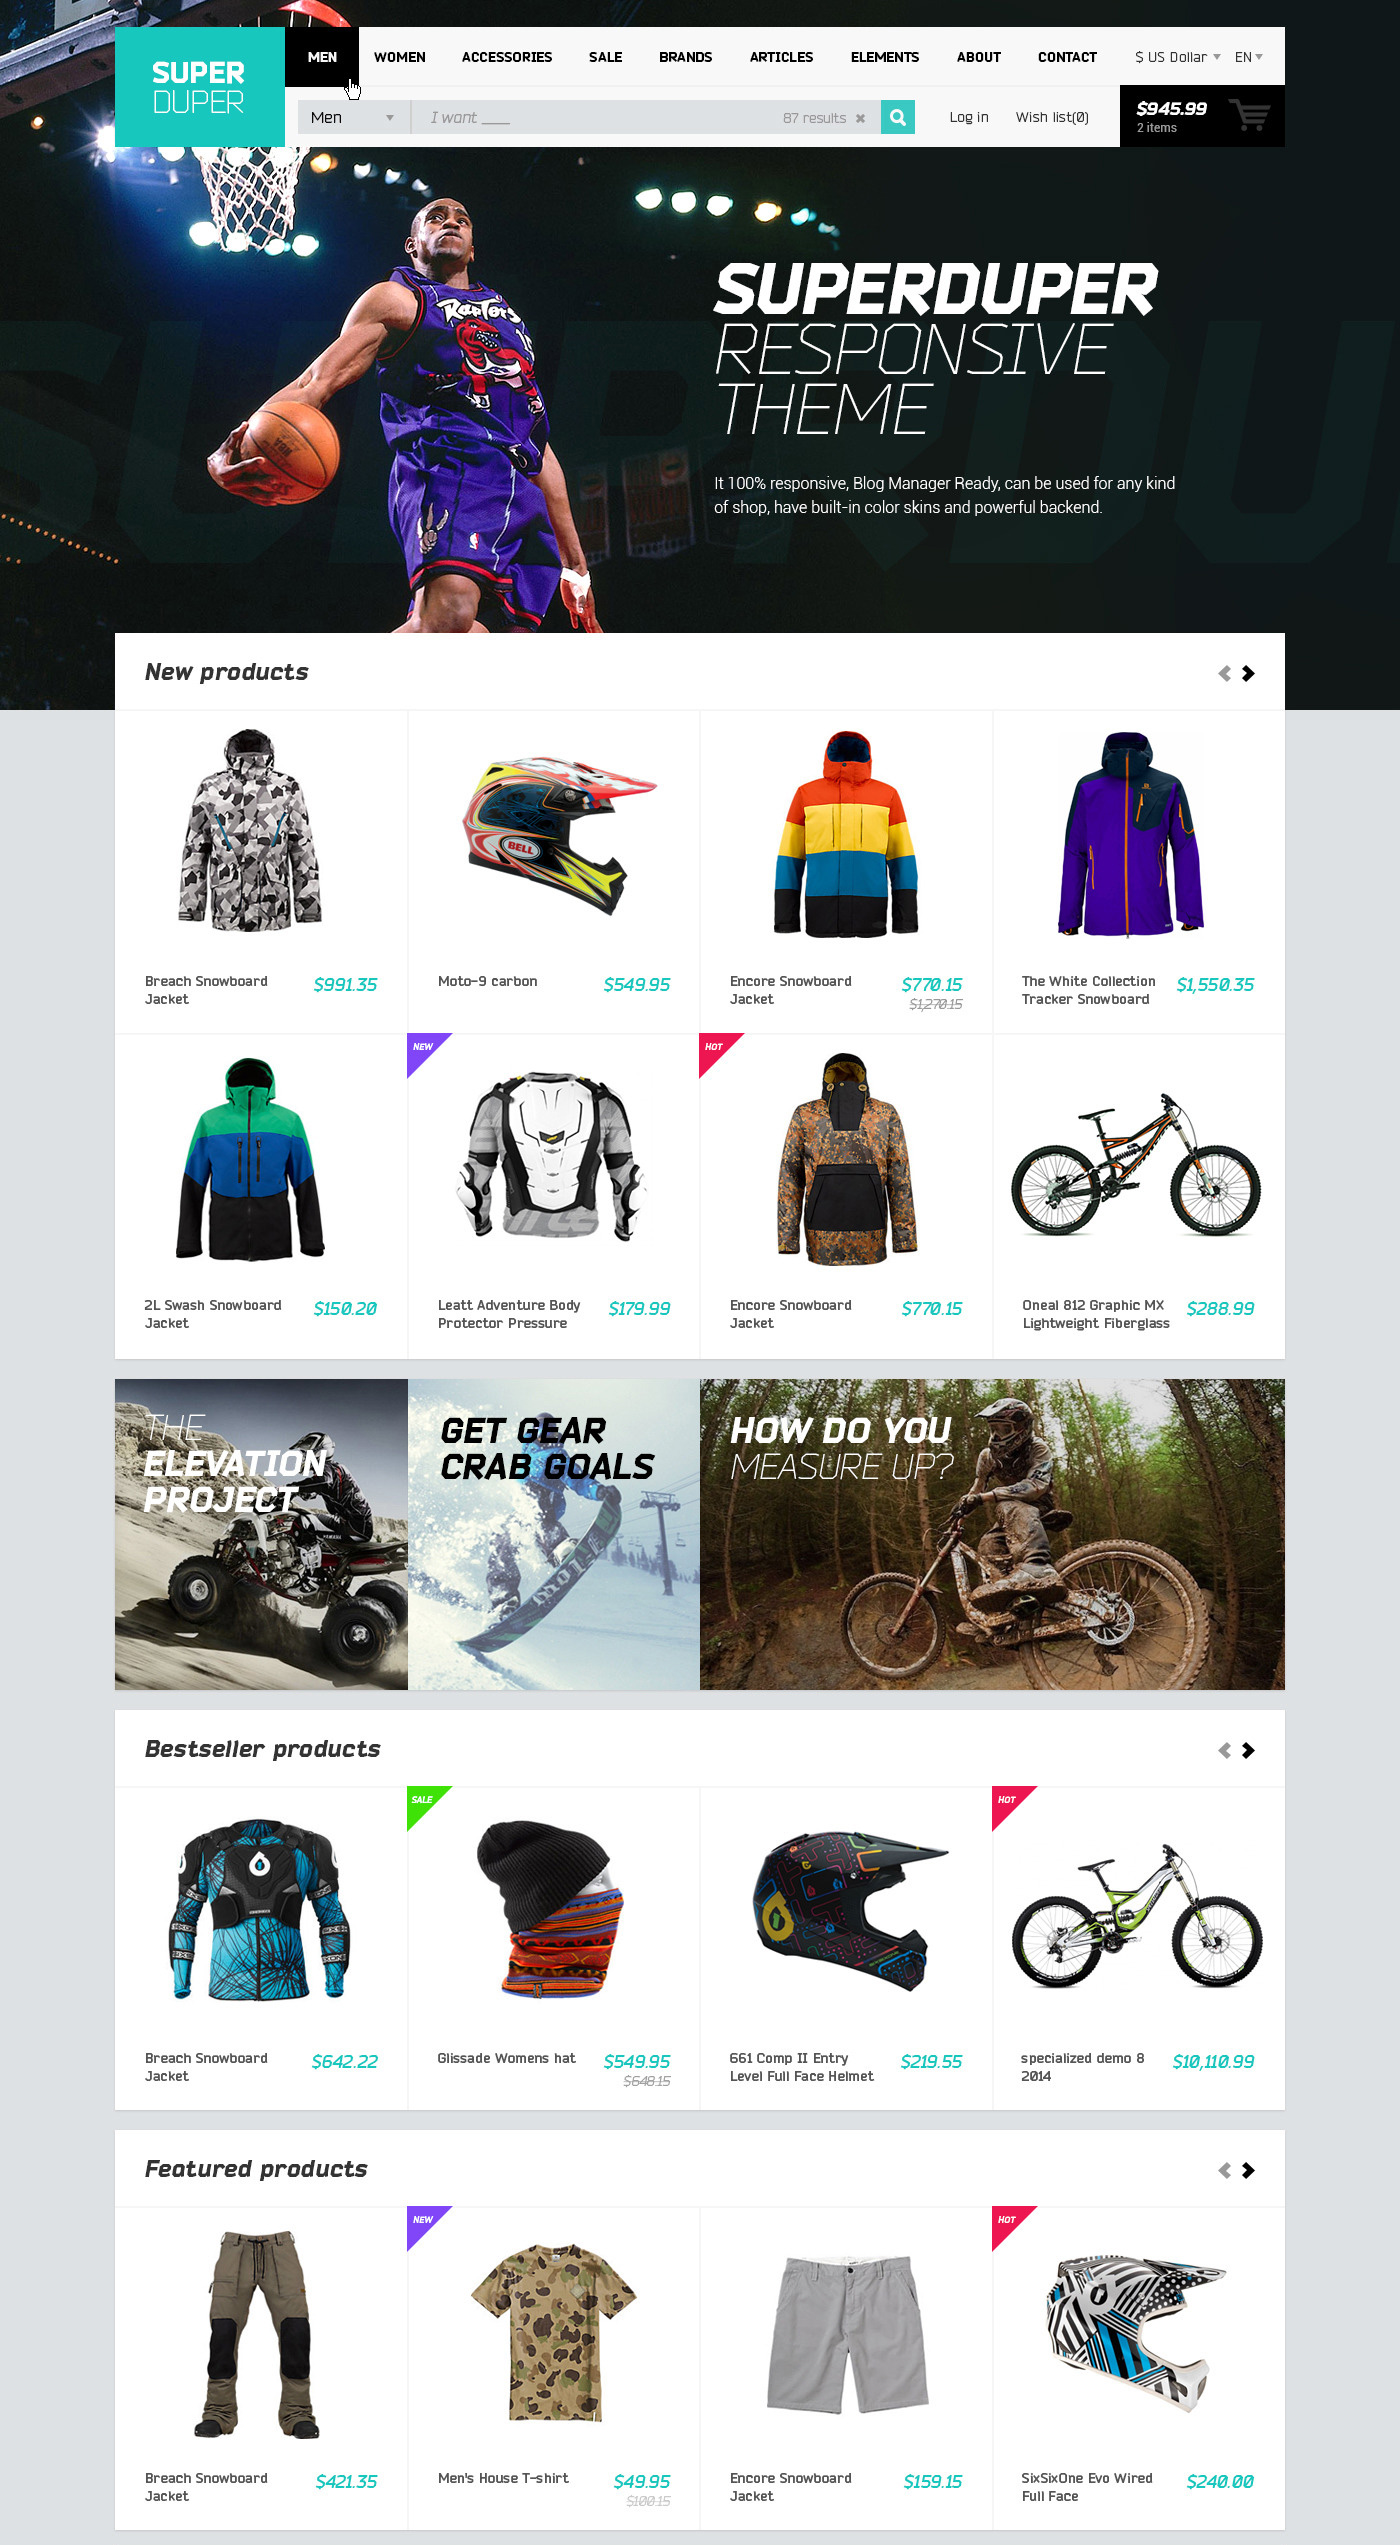 SUPER
DUPER
MEN WOMEN ACCESSORIES SALE BRANDS ARTICLES ELEMENTS ABOUT CONTACT $ US Dollar EN
Men I want ___ 87 results Log in Wish list(0)
$945.99
2 items
Raptors
SUPERDUPER
RESPONSIVE
THEME
It 100% responsive, Blog Manager Ready, can be used for any kind
of shop, have built-in color skins and powerful backend.
New products
BELL
Breach Snowboard
Jacket
$991.35
Moto-9 carbon
$549.95
Encore Snowboard
Jacket
$770.15
$1,270.15
The White Collection
Tracker Snowboard
$1,550.35
NEW
HOT
2L Swash Snowboard
Jacket
$150.20
Leatt Adventure Body
Protector Pressure
$179.99
Encore Snowboard
Jacket
$770.15
Oneal 812 Graphic MX
Lightweight Fiberglass
$288.99
THE
ELEVATION
PROJECT
GET GEAR
CRAB GOALS
HOW DO YOU
MEASURE UP?
Bestseller products
SALE
HOT
Breach Snowboard
Jacket
$642.22
Glissade Womens hat
$549.95
$648.15
661 Comp II Entry
Level Full Face Helmet
$219.55
specialized demo 8
2014
$10,110.99
Featured products
NEW
HOT
Breach Snowboard
Jacket
$421.35
Men's House T-shirt
$49.95
$100.15
Encore Snowboard
Jacket
$159.15
SixSixOne Evo Wired
Full Face
$240.00